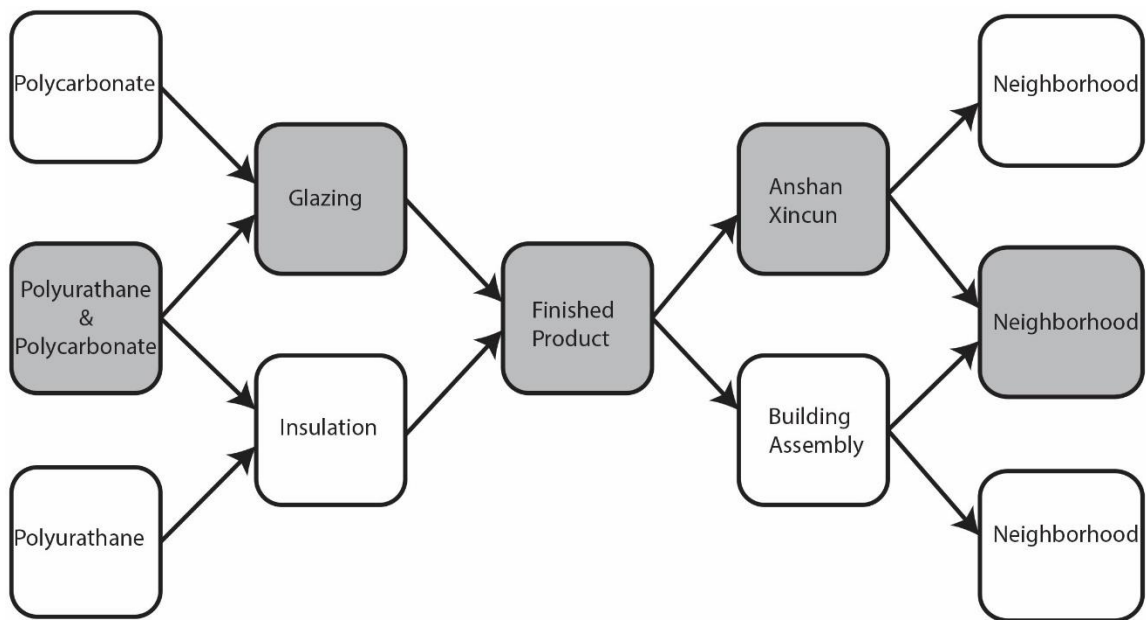 Polycarbonate
Polyurathane
&
Polycarbonate
Polyurathane
Glazing
Insulation
Finished
Product
Anshan
Xincun
Building
Assembly
Neighborhood
Neighborhood
Neighborhood